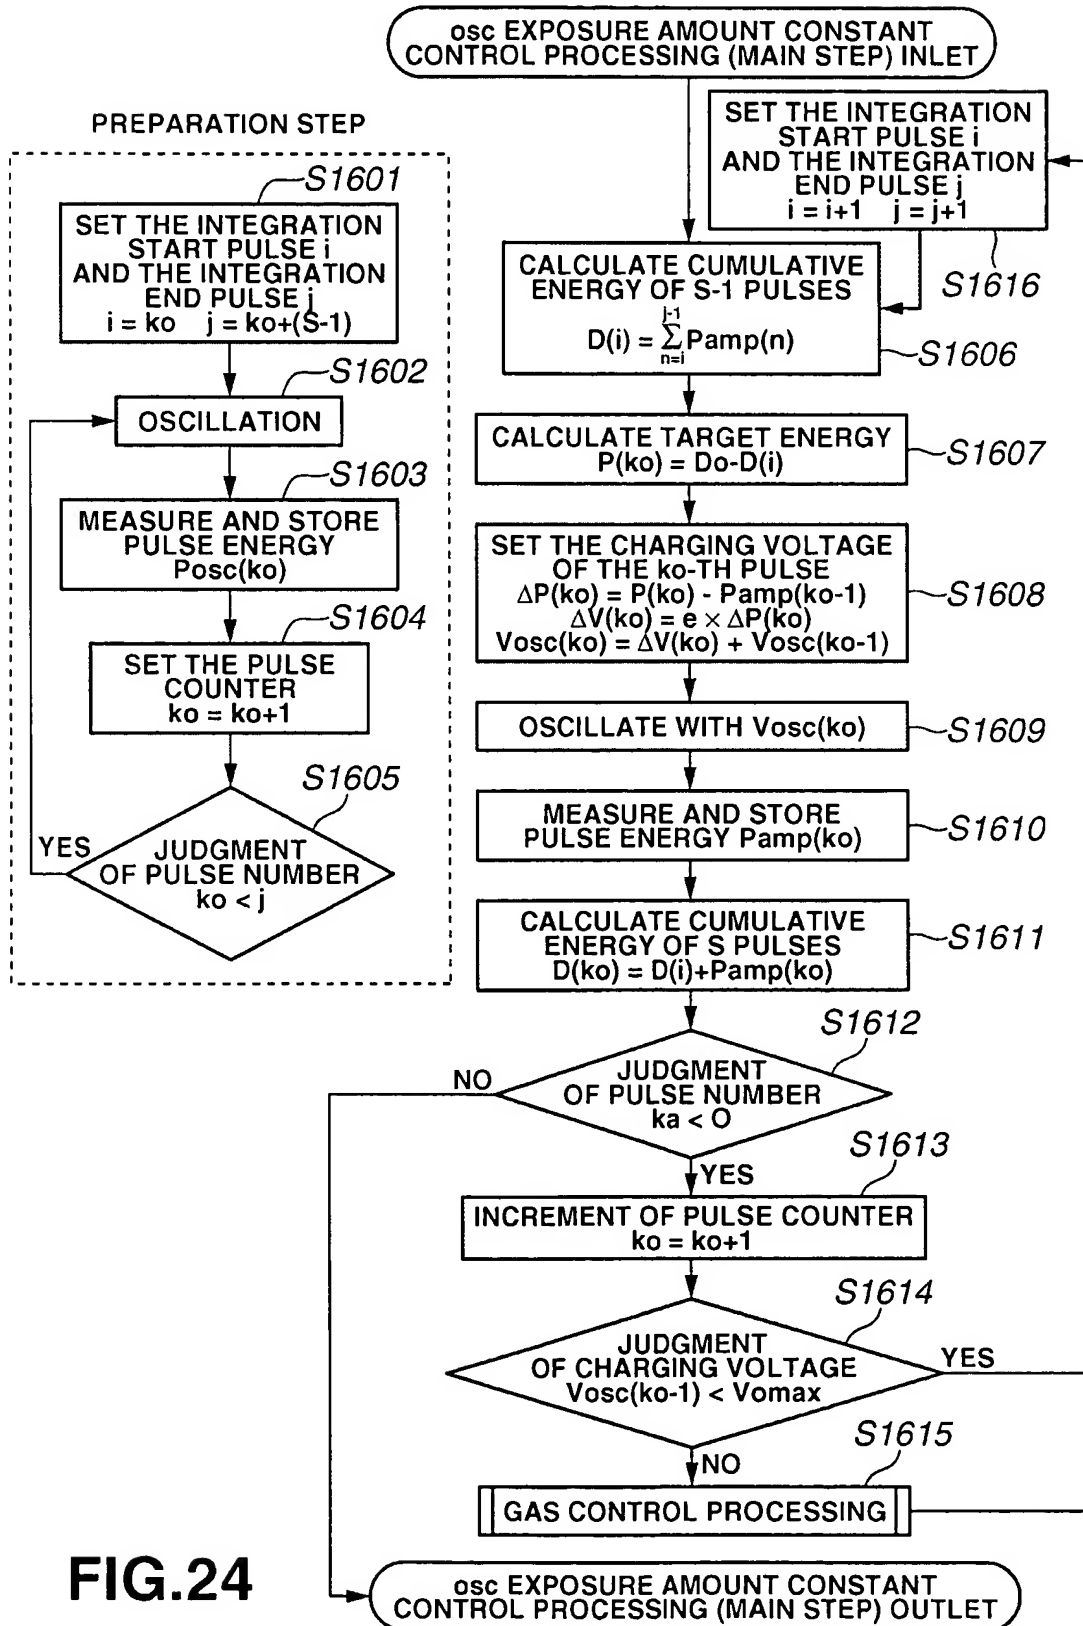 osc EXPOSURE AMOUNT CONSTANT
CONTROL PROCESSING (MAIN STEP) INLET
PREPARATION STEP
S1601
SET THE INTEGRATION
START PULSE i
AND THE INTEGRATION
END PULSE j
i = ko j = ko+(S-1)
S1602
OSCILLATION
S1603
MEASURE AND STORE
PULSE ENERGY
Posc(ko)
S1604
SET THE PULSE
COUNTER
ko = ko+1
S1605
YES
JUDGMENT
OF PULSE NUMBER
ko < j
SET THE INTEGRATION
START PULSE i
AND THE INTEGRATION
END PULSE j
i = i+1 j = j+1
S1616
CALCULATE CUMULATIVE
ENERGY OF S-1 PULSES
j-1
D(i) = Σ Pamp(n)
n=i
S1606
CALCULATE TARGET ENERGY
P(ko) = Do-D(i)
S1607
SET THE CHARGING VOLTAGE
OF THE ko-TH PULSE
ΔP(ko) = P(ko) - Pamp(ko-1)
ΔV(ko) = e × ΔP(ko)
Vosc(ko) = ΔV(ko) + Vosc(ko-1)
S1608
OSCILLATE WITH Vosc(ko)
S1609
MEASURE AND STORE
PULSE ENERGY Pamp(ko)
S1610
CALCULATE CUMULATIVE
ENERGY OF S PULSES
D(ko) = D(i)+Pamp(ko)
S1611
S1612
NO
JUDGMENT
OF PULSE NUMBER
ka < O
YES
S1613
INCREMENT OF PULSE COUNTER
ko = ko+1
S1614
JUDGMENT
OF CHARGING VOLTAGE
Vosc(ko-1) < Vomax
YES
NO
S1615
GAS CONTROL PROCESSING
osc EXPOSURE AMOUNT CONSTANT
CONTROL PROCESSING (MAIN STEP) OUTLET
FIG.24